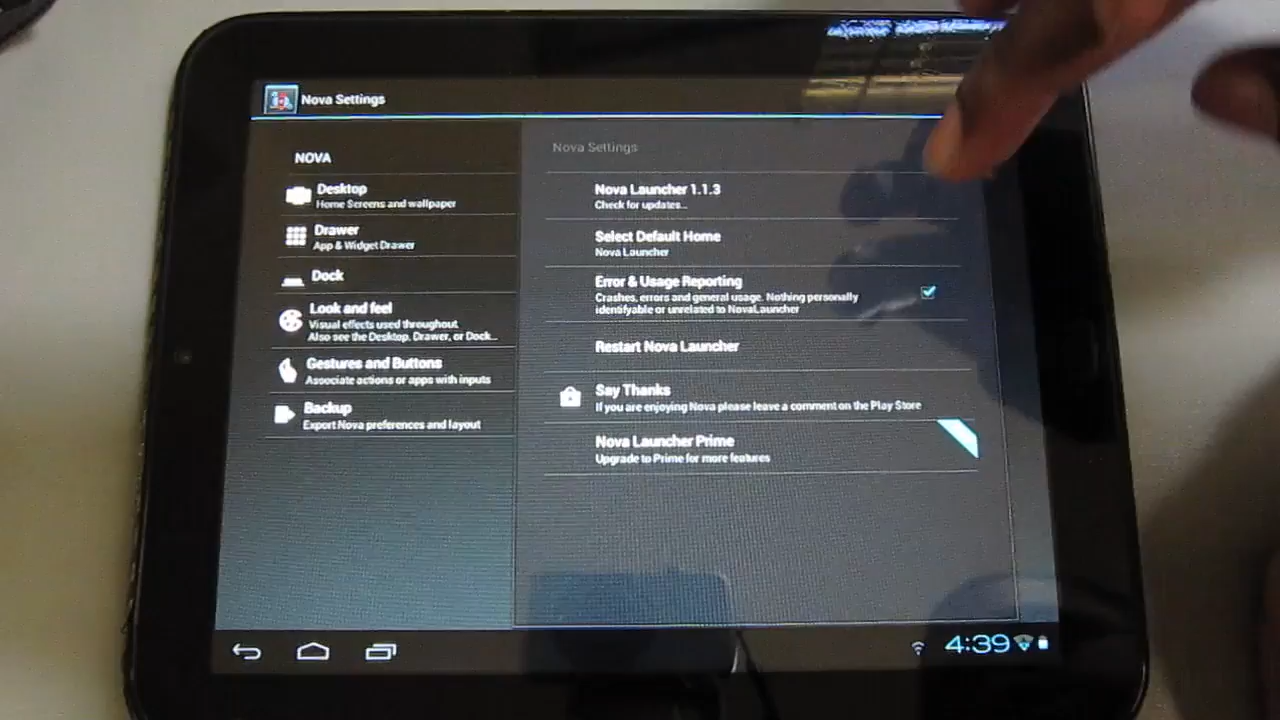 Nova Settings
NOVA
Desktop
Home Screens and wallpaper
Drawer
App & Widget Drawer
Dock
Look and feel
Visual effects used throughout.
Also see the Desktop, Drawer, or Dock...
Gestures and Buttons
Associate actions or apps with inputs
Backup
Export Nova preferences and layout
Nova Settings
Nova Launcher 1.1.3
Check for updates...
Select Default Home
Nova Launcher
Error & Usage Reporting
Crashes, errors and general usage. Nothing personally
identifyable or unrelated to NovaLauncher
Restart Nova Launcher
Say Thanks
If you are enjoying Nova please leave a comment on the Play Store
Nova Launcher Prime
Upgrade to Prime for more features
4:39